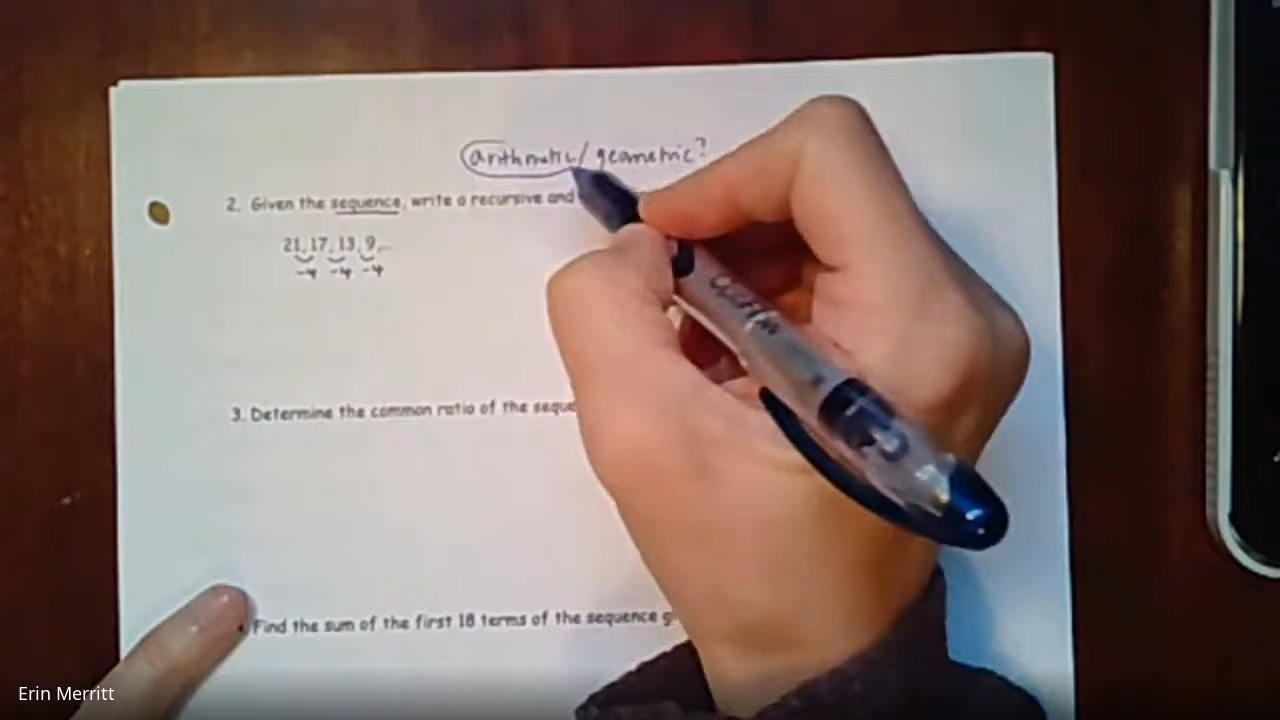 arithmetic/geometric?
2. Given the sequence, write a recursive and
21, 17, 13, 9, ...
-4 -4 -4
3. Determine the common ratio of the seque
Find the sum of the first 18 terms of the sequence g
Erin Merritt